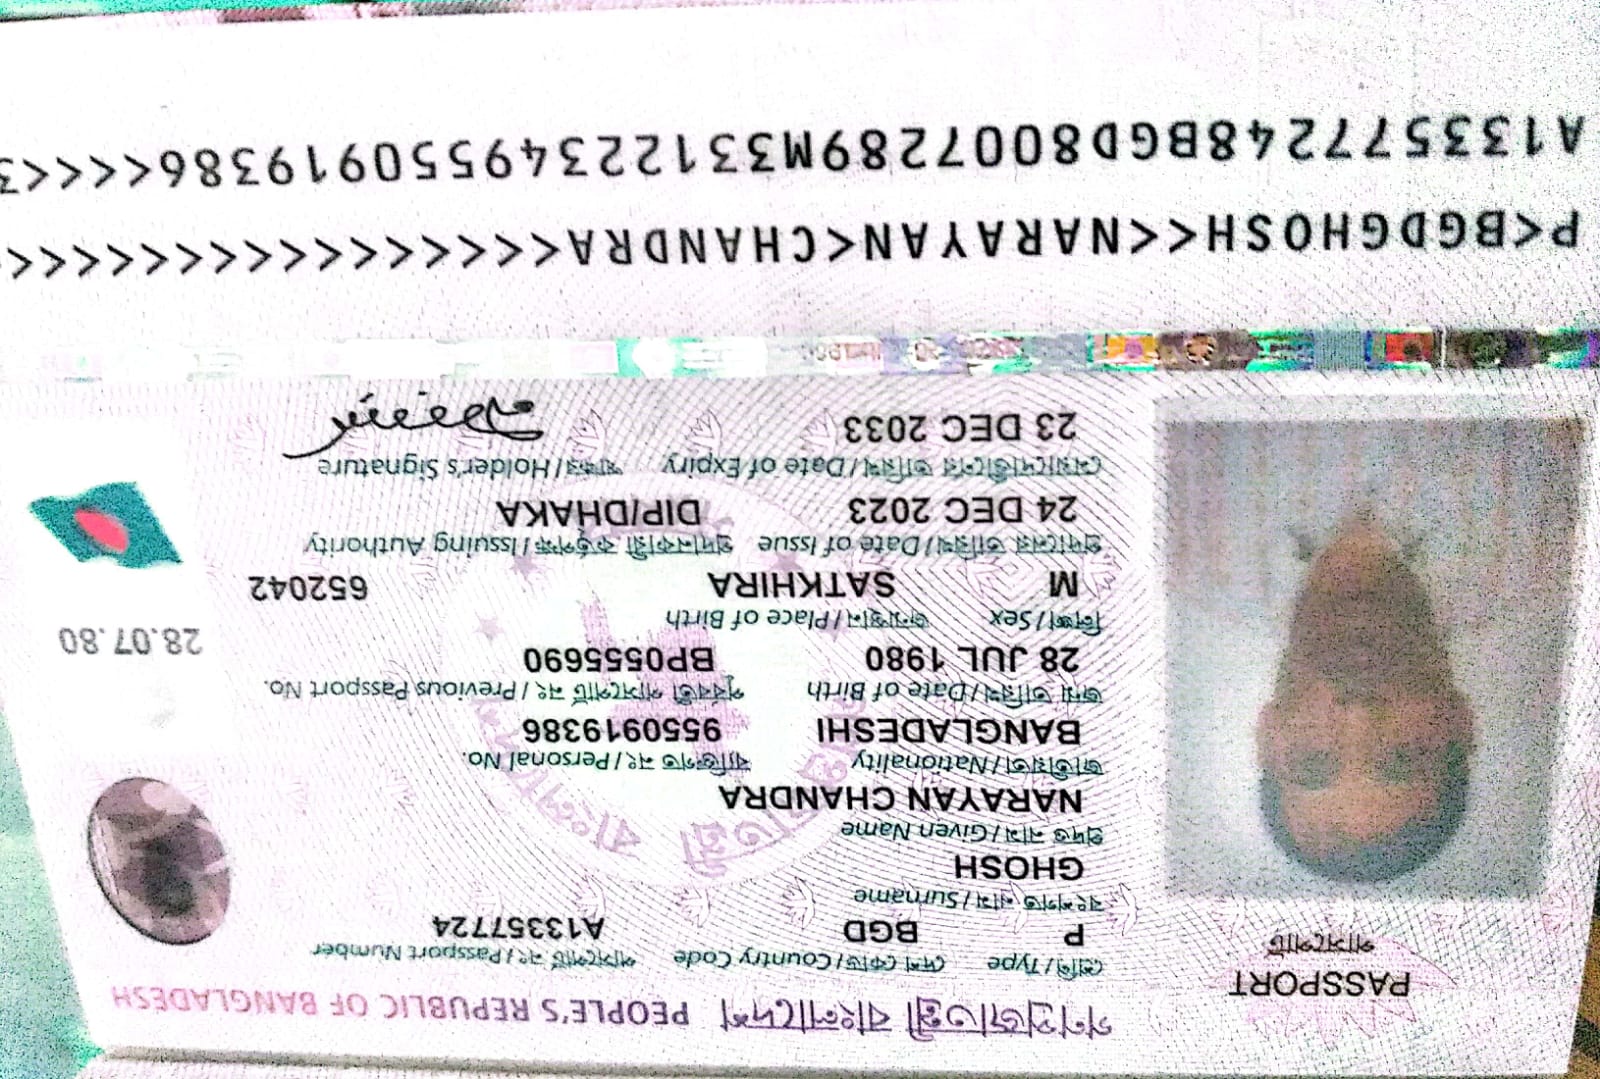 গণপ্রজাতন্ত্রী বাংলাদেশ PEOPLE'S REPUBLIC OF BANGLADESH
PASSPORT
পাসপোর্ট
শ্রেণি/Type দেশ কোড/Country Code পাসপোর্ট নং/Passport Number
P BGD A13357724
বংশগত নাম/Surname
GHOSH
প্রদত্ত নাম/Given Name
NARAYAN CHANDRA
জাতীয়তা/Nationality ব্যক্তিগত নং/Personal No.
BANGLADESHI 9550919386
জন্ম তারিখ/Date of Birth পূর্ববর্তী পাসপোর্ট নং/Previous Passport No.
28 JUL 1980 BP0555690
28.07.80
লিঙ্গ/Sex জন্মস্থান/Place of Birth
M SATKHIRA 652042
প্রদানের তারিখ/Date of Issue প্রদানকারী কর্তৃপক্ষ/Issuing Authority
24 DEC 2023 DIP/DHAKA
মেয়াদোত্তীর্ণের তারিখ/Date of Expiry স্বাক্ষর/Holder's Signature
23 DEC 2033
P<BGDGHOSH<<NARAYAN<CHANDRA<<<<<<<<<<<<<<<<<
A133577248BGD8007289M33122349550919386<<<<3